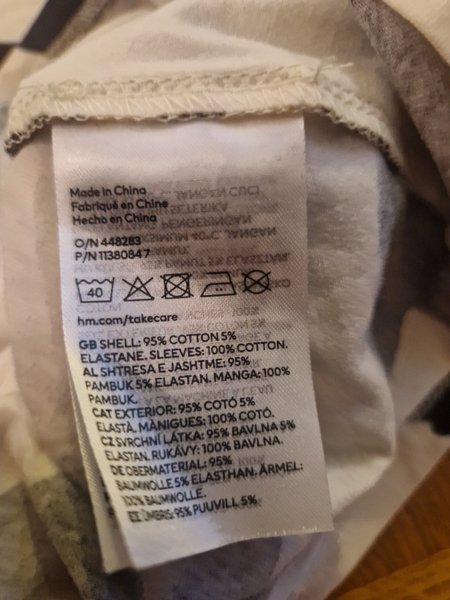 Made in China
Fabriqué en Chine
Hecho en China
O/N 448283
P/N 11380847
40
hm.com/takecare
GB SHELL: 95% COTTON 5%
ELASTANE. SLEEVES: 100% COTTON.
AL SHTRESA E JASHTME: 95%
PAMBUK 5% ELASTAN. MANGA: 100%
PAMBUK.
CAT EXTERIOR: 95% COTÓ 5%
ELASTÀ. MÀNIGUES: 100% COTÓ.
CZ SVRCHNÍ LÁTKA: 95% BAVLNA 5%
ELASTAN. RUKÁVY: 100% BAVLNA.
DE OBERMATERIAL: 95%
BAUMWOLLE 5% ELASTHAN. ÄRMEL:
100% BAUMWOLLE.
EE ÜMBRIS: 95% PUUVILL 5%